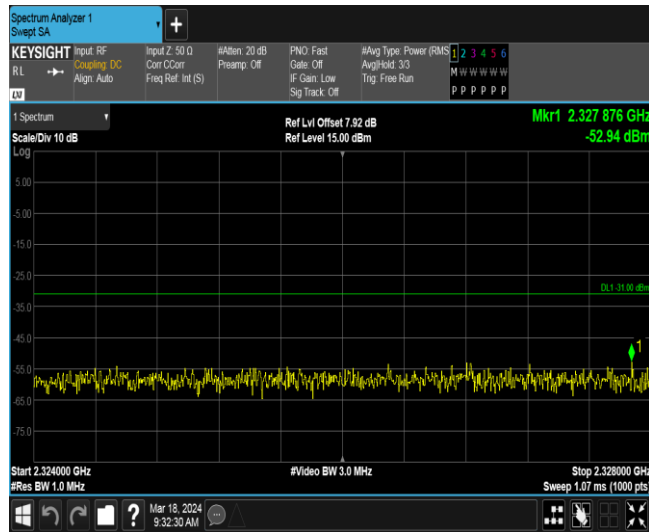 Spectrum Analyzer 1
Swept SA
+
KEYSIGHT
RL
LXI
Input: RF
Coupling: DC
Align: Auto
Input Z: 50 Ω
Corr CCorr
Freq Ref: Int (S)
#Atten: 20 dB
Preamp: Off
PNO: Fast
Gate: Off
IF Gain: Low
Sig Track: Off
#Avg Type: Power (RMS
Avg|Hold: 3/3
Trig: Free Run
1 2 3 4 5 6
M W W W W W
P P P P P P
1 Spectrum
Scale/Div 10 dB
Log
Ref Lvl Offset 7.92 dB
Ref Level 15.00 dBm
Mkr1 2.327 876 GHz
-52.94 dBm
5.00
-5.00
-15.0
-25.0
DL1 -31.00 dBm
-35.0
-45.0
1
-55.0
-65.0
-75.0
Start 2.324000 GHz
#Res BW 1.0 MHz
#Video BW 3.0 MHz
Stop 2.328000 GHz
Sweep 1.07 ms (1000 pts)
?
Mar 18, 2024
9:32:30 AM